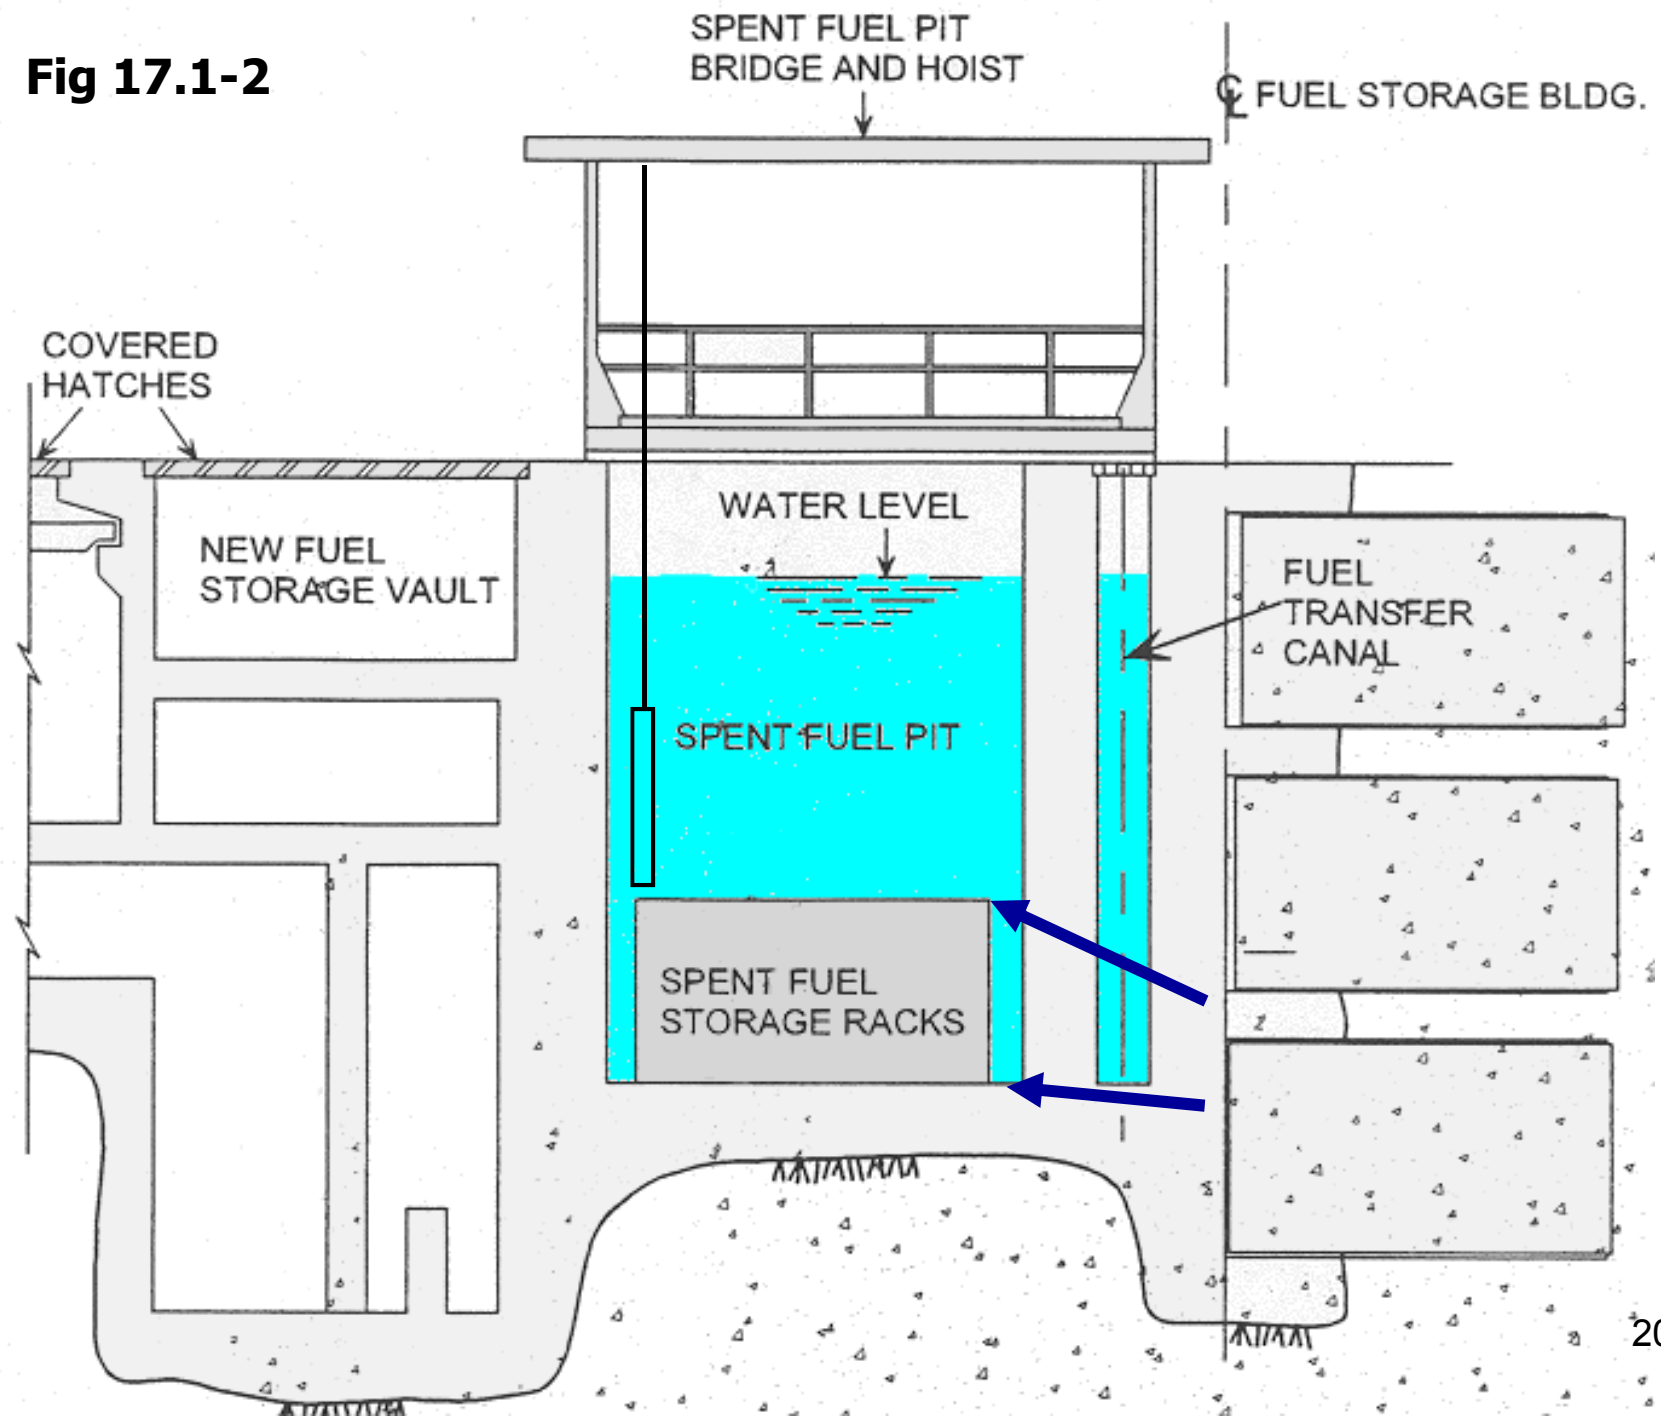 Fig 17.1-2
SPENT FUEL PIT
BRIDGE AND HOIST
℄ FUEL STORAGE BLDG.
COVERED
HATCHES
WATER LEVEL
NEW FUEL
STORAGE VAULT
FUEL
TRANSFER
CANAL
SPENT FUEL PIT
SPENT FUEL
STORAGE RACKS
20